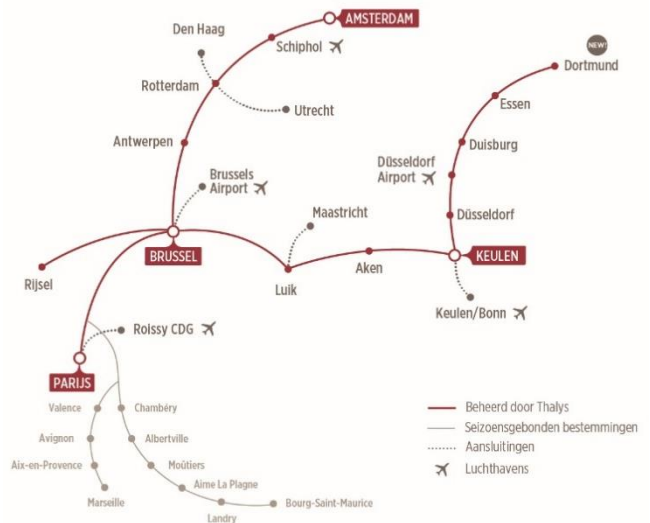 AMSTERDAM
Den Haag
Schiphol
NEW!
Dortmund
Rotterdam
Essen
Utrecht
Antwerpen
Duisburg
Düsseldorf
Airport
Brussels
Airport
Maastricht
Düsseldorf
BRUSSEL
KEULEN
Aken
Rijsel
Luik
Keulen/Bonn
Roissy CDG
PARIJS
Valence
Chambéry
Beheerd door Thalys
Seizoensgebonden bestemmingen
Avignon
Albertville
Aansluitingen
Aix-en-Provence
Moûtiers
Luchthavens
Marseille
Aime La Plagne
Landry
Bourg-Saint-Maurice